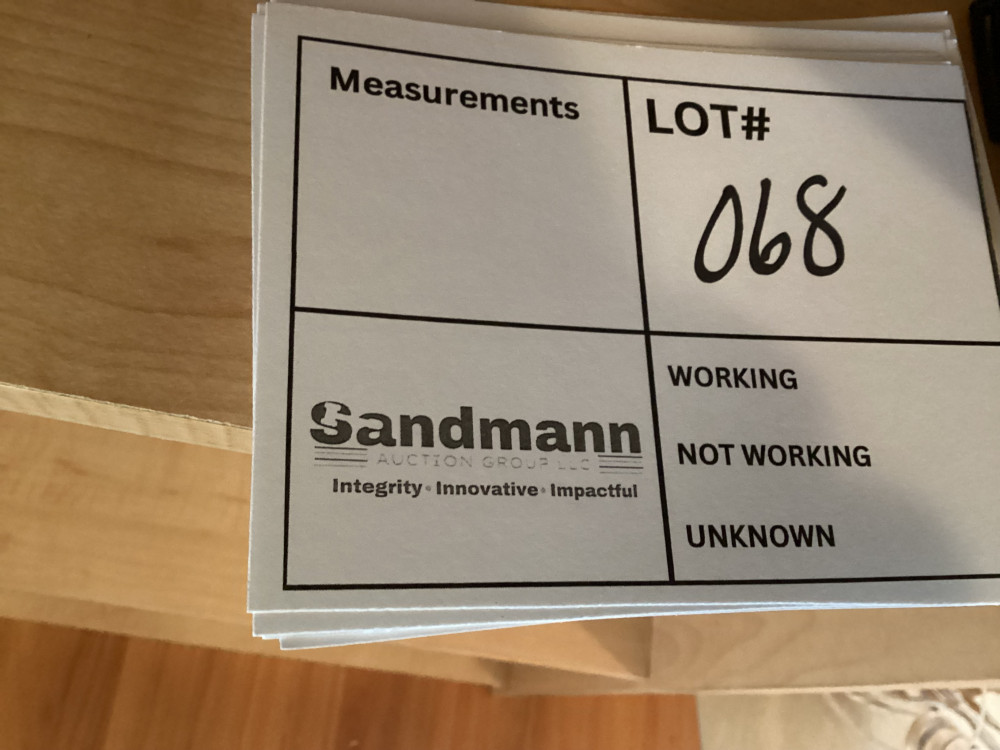 Measurements
LOT#
068
Sandmann
AUCTION GROUP LLC
Integrity • Innovative • Impactful
WORKING
NOT WORKING
UNKNOWN